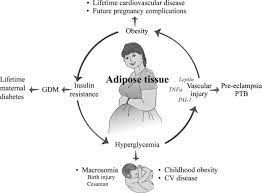 • Lifetime cardiovascular disease
• Future pregnancy complications
Obesity
Adipose tissue
Lifetime
maternal
diabetes
GDM
Insulin
resistance
Leptin
TNFα
PAI-1
Vascular
injury
Pre-eclampsia
PTB
Hyperglycemia
• Macrosomia
Birth injury
Cesarean
• Childhood obesity
• CV disease